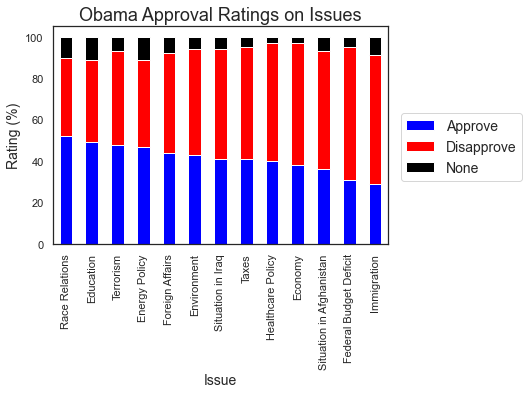 Obama Approval Ratings on Issues
Rating (%)
100
80
60
40
20
0
Approve
Disapprove
None
Race Relations
Education
Terrorism
Energy Policy
Foreign Affairs
Environment
Situation in Iraq
Taxes
Healthcare Policy
Economy
Situation in Afghanistan
Federal Budget Deficit
Immigration
Issue